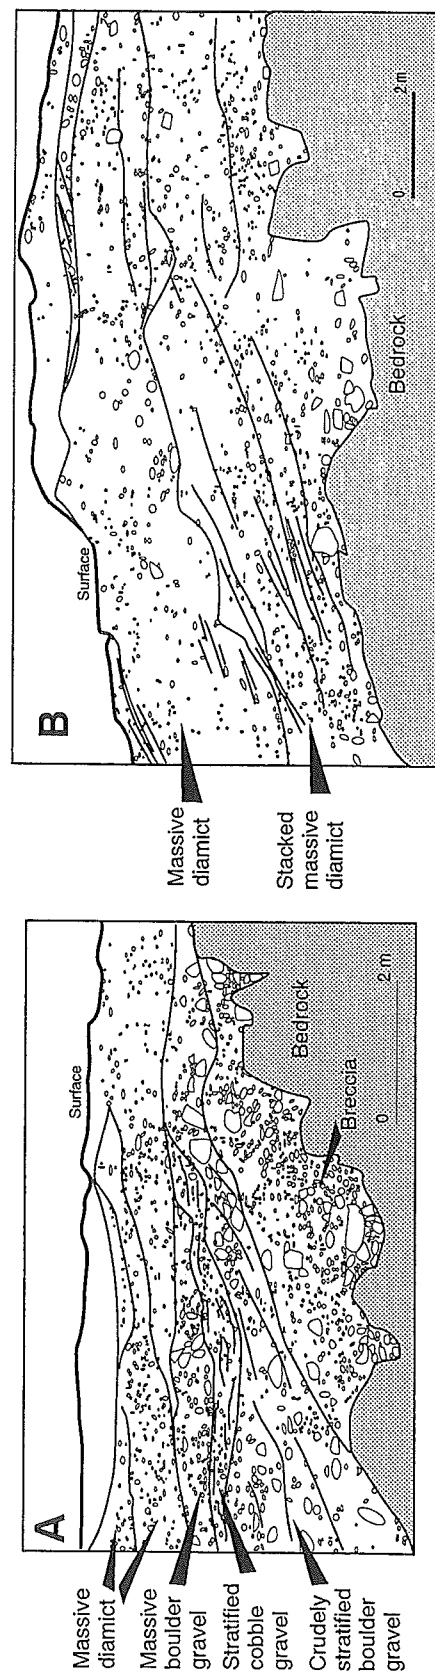 A
Surface
Massive
diamict
Massive
boulder
gravel
Stratified
cobble
gravel
Crudely
stratified
boulder
gravel
Bedrock
Breccia
0 2 m
B
Surface
Massive
diamict
Stacked
massive
diamict
Bedrock
0 2 m